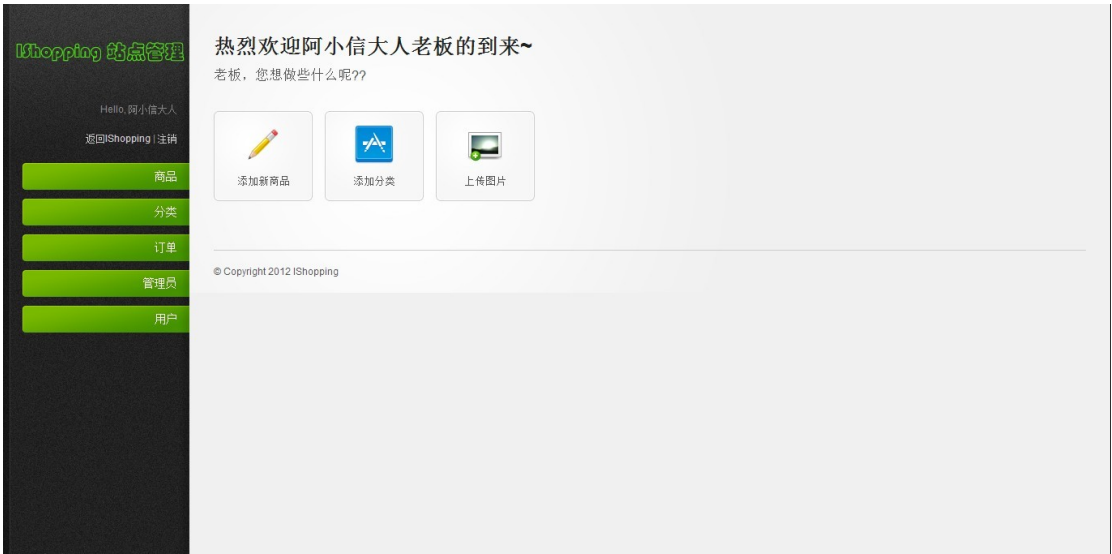 IShopping 站点管理
Hello, 阿小信大人
返回IShopping | 注销
商品
分类
订单
管理员
用户
热烈欢迎阿小信大人老板的到来~
老板，您想做些什么呢??
添加新商品
添加分类
上传图片
© Copyright 2012 IShopping